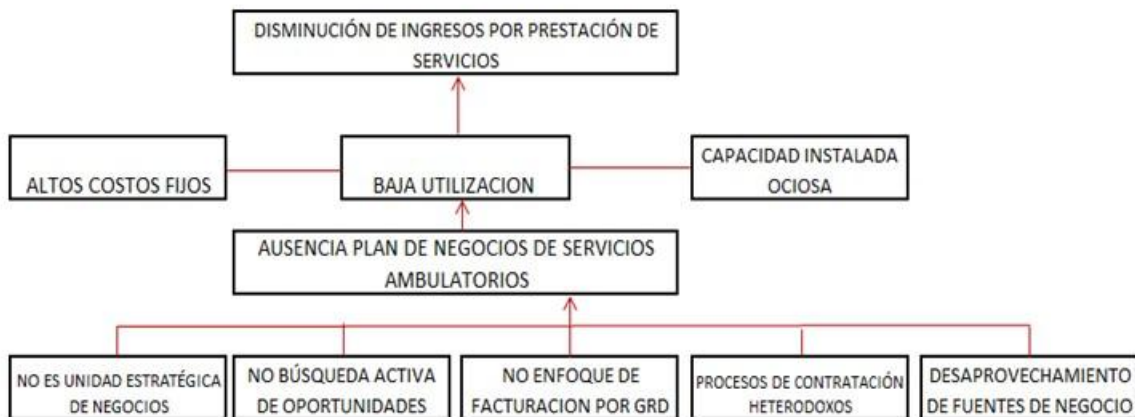 DISMINUCIÓN DE INGRESOS POR PRESTACIÓN DE
SERVICIOS
ALTOS COSTOS FIJOS
BAJA UTILIZACION
CAPACIDAD INSTALADA
OCIOSA
AUSENCIA PLAN DE NEGOCIOS DE SERVICIOS
AMBULATORIOS
NO ES UNIDAD ESTRATÉGICA
DE NEGOCIOS
NO BÚSQUEDA ACTIVA
DE OPORTUNIDADES
NO ENFOQUE DE
FACTURACION POR GRD
PROCESOS DE CONTRATACIÓN
HETERODOXOS
DESAPROVECHAMIENTO
DE FUENTES DE NEGOCIO